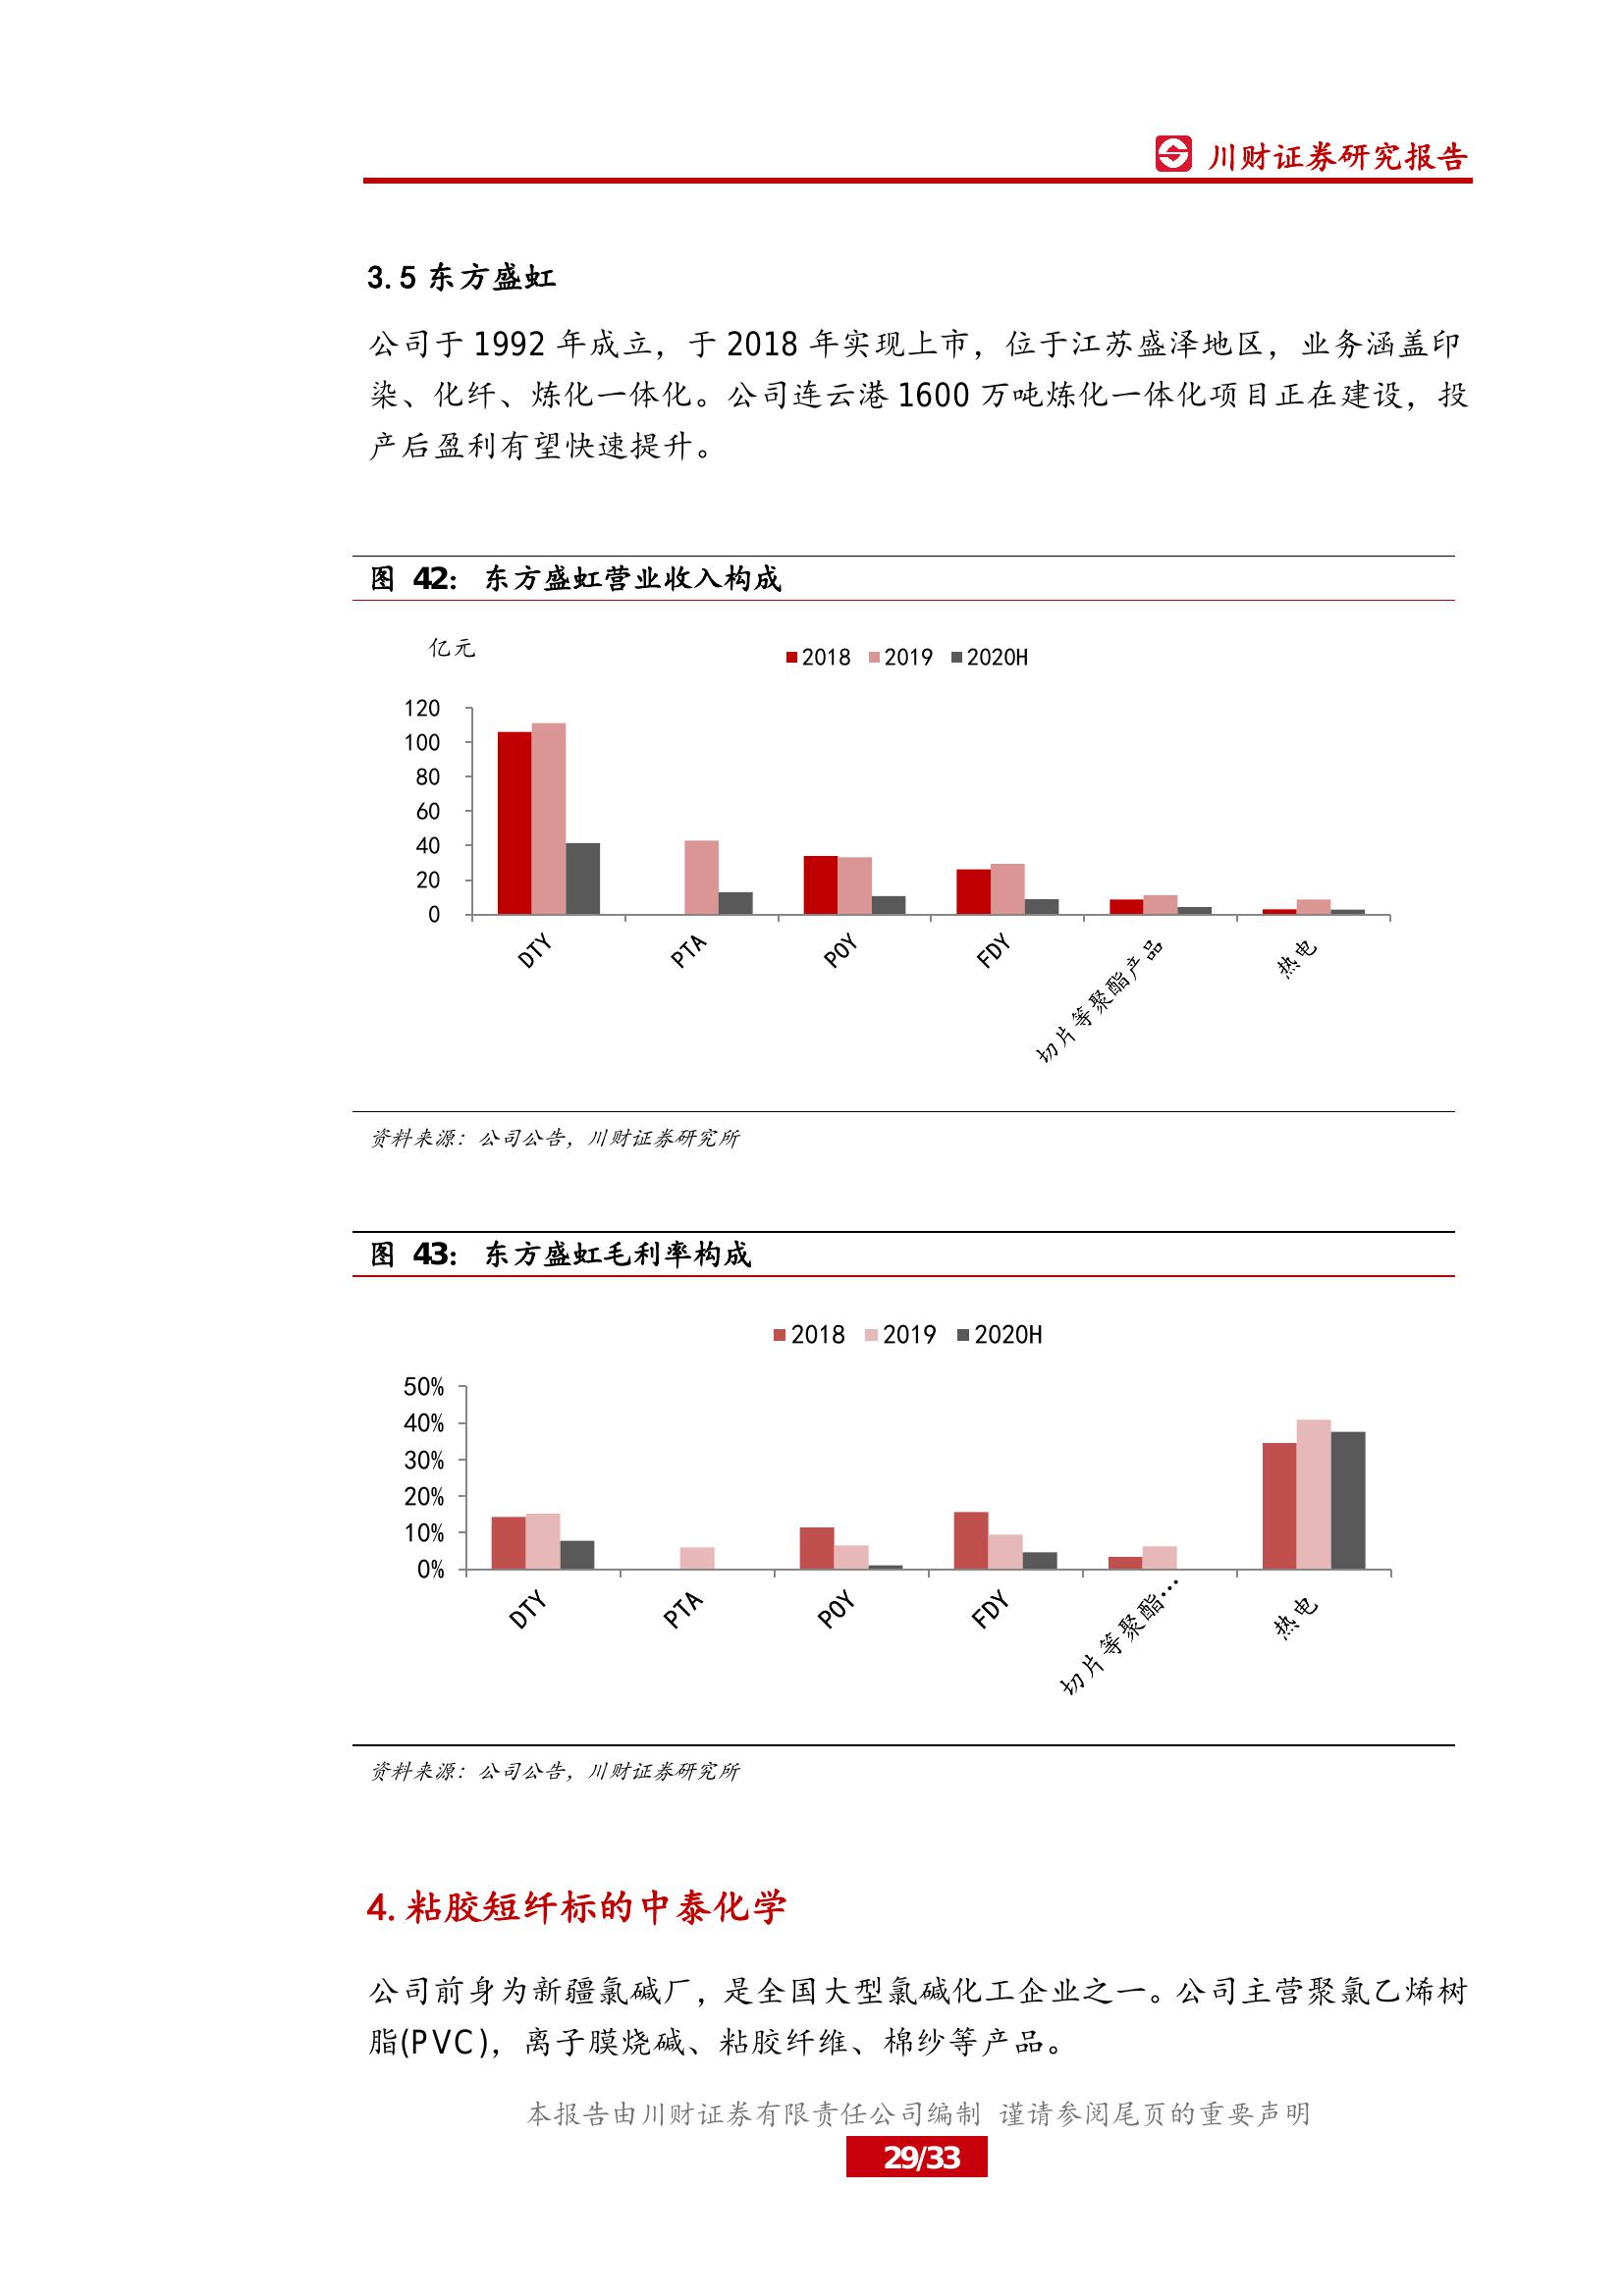 川财证券研究报告
3.5 东方盛虹
公司于 1992 年成立，于 2018 年实现上市，位于江苏盛泽地区，业务涵盖印
染、化纤、炼化一体化。公司连云港 1600 万吨炼化一体化项目正在建设，投
产后盈利有望快速提升。
图 42： 东方盛虹营业收入构成
亿元
2018 2019 2020H
120
100
80
60
40
20
0
DTY PTA POY FDY 切片等聚酯产品 热电
资料来源：公司公告，川财证券研究所
图 43： 东方盛虹毛利率构成
2018 2019 2020H
50%
40%
30%
20%
10%
0%
DTY PTA POY FDY 切片等聚酯… 热电
资料来源：公司公告，川财证券研究所
4.粘胶短纤标的中泰化学
公司前身为新疆氯碱厂，是全国大型氯碱化工企业之一。公司主营聚氯乙烯树
脂(PVC)，离子膜烧碱、粘胶纤维、棉纱等产品。
本报告由川财证券有限责任公司编制 谨请参阅尾页的重要声明
29/33